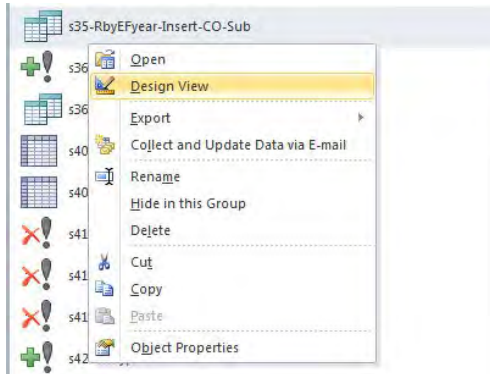 s35-RbyEFyear-Insert-CO-Sub
s36
Open
Design View
s36
Export
s40
Collect and Update Data via E-mail
s40
Rename
Hide in this Group
s41
Delete
s41
Cut
Copy
s41
Paste
s42
Object Properties